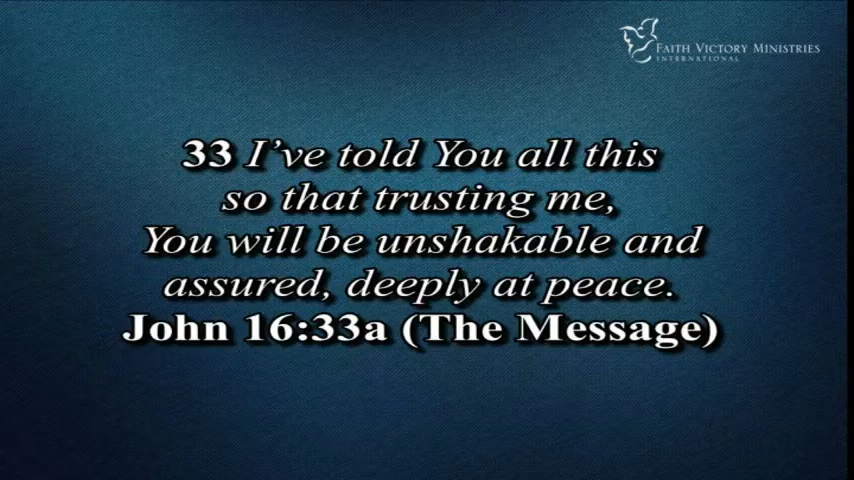 FAITH VICTORY MINISTRIES
INTERNATIONAL
33 I've told You all this
so that trusting me,
You will be unshakable and
assured, deeply at peace.
John 16:33a (The Message)